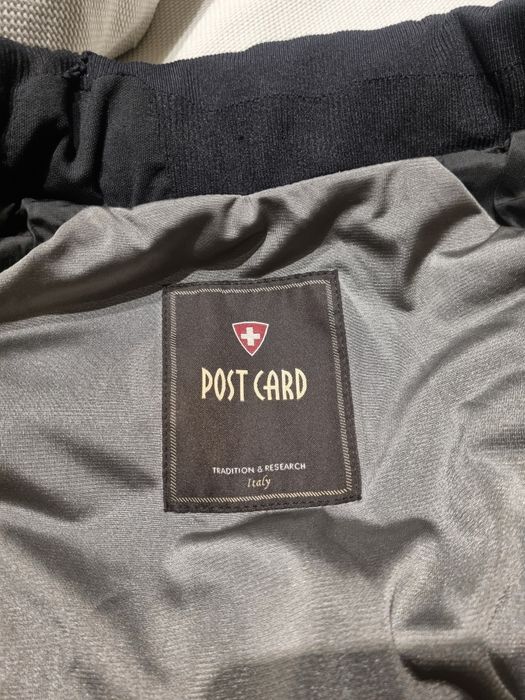 POST CARD
TRADITION & RESEARCH
Italy